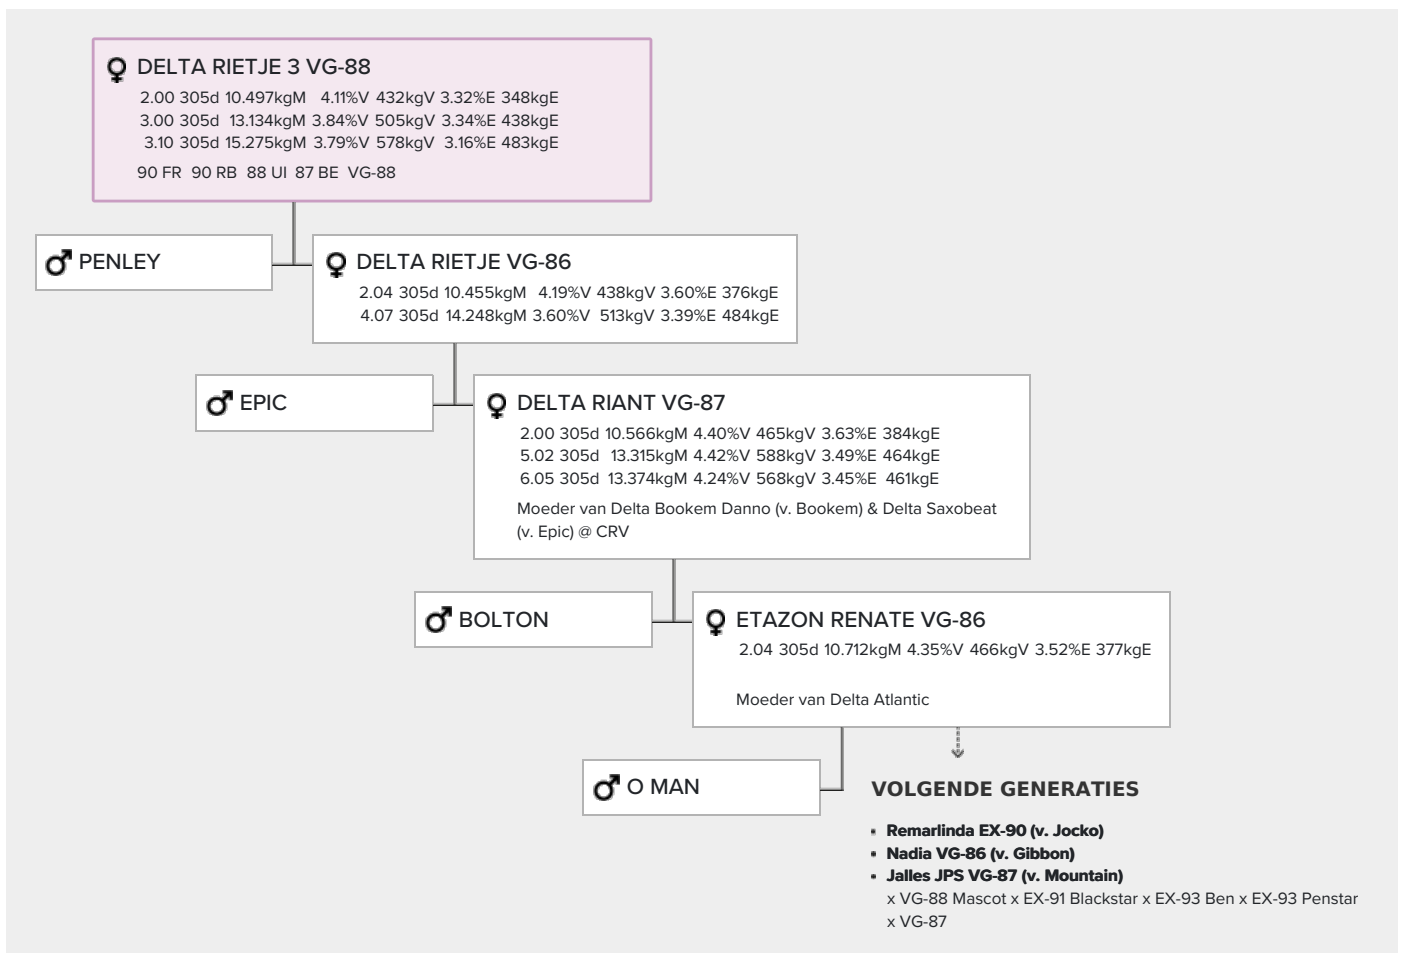 DELTA RIETJE 3 VG-88
2.00 305d 10.497kgM 4.11%V 432kgV 3.32%E 348kgE
3.00 305d 13.134kgM 3.84%V 505kgV 3.34%E 438kgE
3.10 305d 15.275kgM 3.79%V 578kgV 3.16%E 483kgE
90 FR 90 RB 88 UI 87 BE VG-88
PENLEY
DELTA RIETJE VG-86
2.04 305d 10.455kgM 4.19%V 438kgV 3.60%E 376kgE
4.07 305d 14.248kgM 3.60%V 513kgV 3.39%E 484kgE
EPIC
DELTA RIANT VG-87
2.00 305d 10.566kgM 4.40%V 465kgV 3.63%E 384kgE
5.02 305d 13.315kgM 4.42%V 588kgV 3.49%E 464kgE
6.05 305d 13.374kgM 4.24%V 568kgV 3.45%E 461kgE
Moeder van Delta Bookem Danno (v. Bookem) & Delta Saxobeat
(v. Epic) @ CRV
BOLTON
ETAZON RENATE VG-86
2.04 305d 10.712kgM 4.35%V 466kgV 3.52%E 377kgE
Moeder van Delta Atlantic
O MAN
VOLGENDE GENERATIES
▪ Remarlinda EX-90 (v. Jocko)
▪ Nadia VG-86 (v. Gibbon)
▪ Jalles JPS VG-87 (v. Mountain)
x VG-88 Mascot x EX-91 Blackstar x EX-93 Ben x EX-93 Penstar
x VG-87